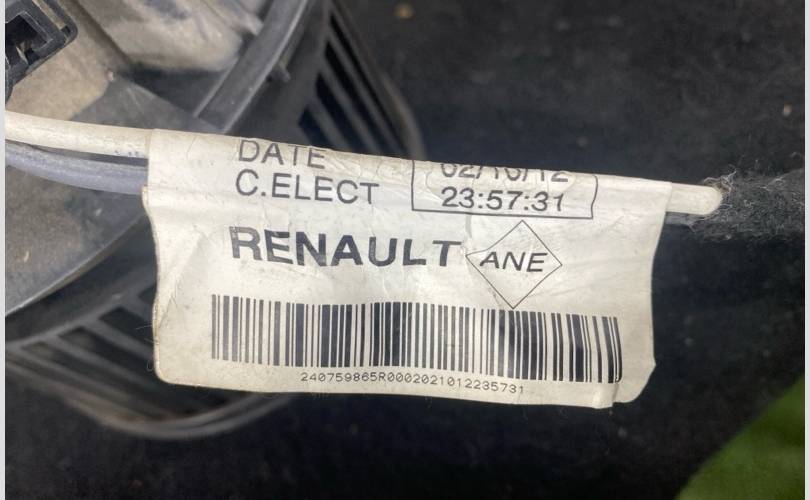 DATE 02/10/12
C.ELECT 23:57:31
RENAULT ANE
240759865R0002021012235731